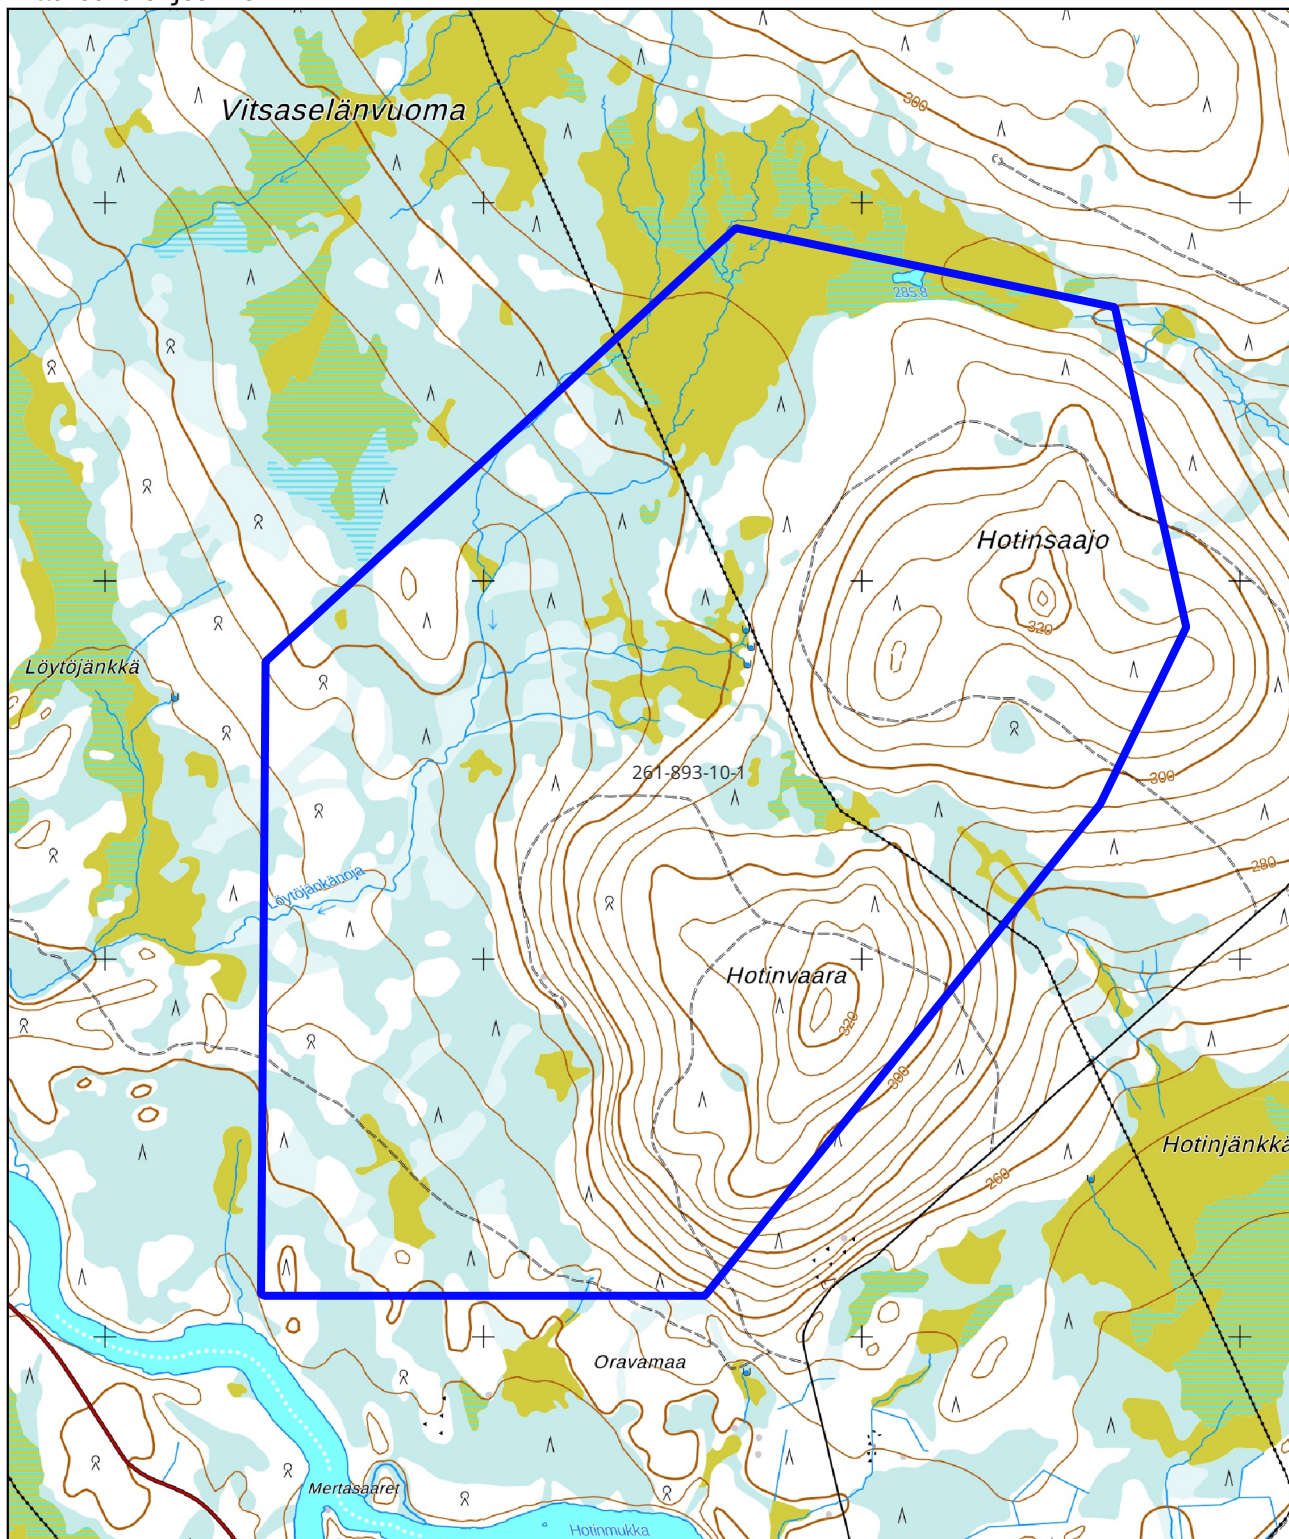 300
Vitsaselänvuoma
285.8
Hotinsaajo
320
Löytöjänkkä
261-893-10-1
300
280
Löytöjänkänoja
Hotinvaara
320
300
Hotinjänkkä
260
Oravamaa
Mertasaaret
Hotinmukka